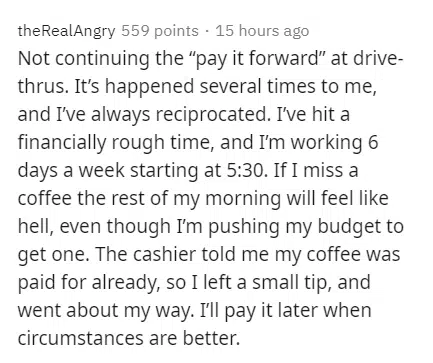 theRealAngry 559 points · 15 hours ago
Not continuing the “pay it forward” at drive-
thrus. It’s happened several times to me,
and I’ve always reciprocated. I’ve hit a
financially rough time, and I’m working 6
days a week starting at 5:30. If I miss a
coffee the rest of my morning will feel like
hell, even though I’m pushing my budget to
get one. The cashier told me my coffee was
paid for already, so I left a small tip, and
went about my way. I’ll pay it later when
circumstances are better.